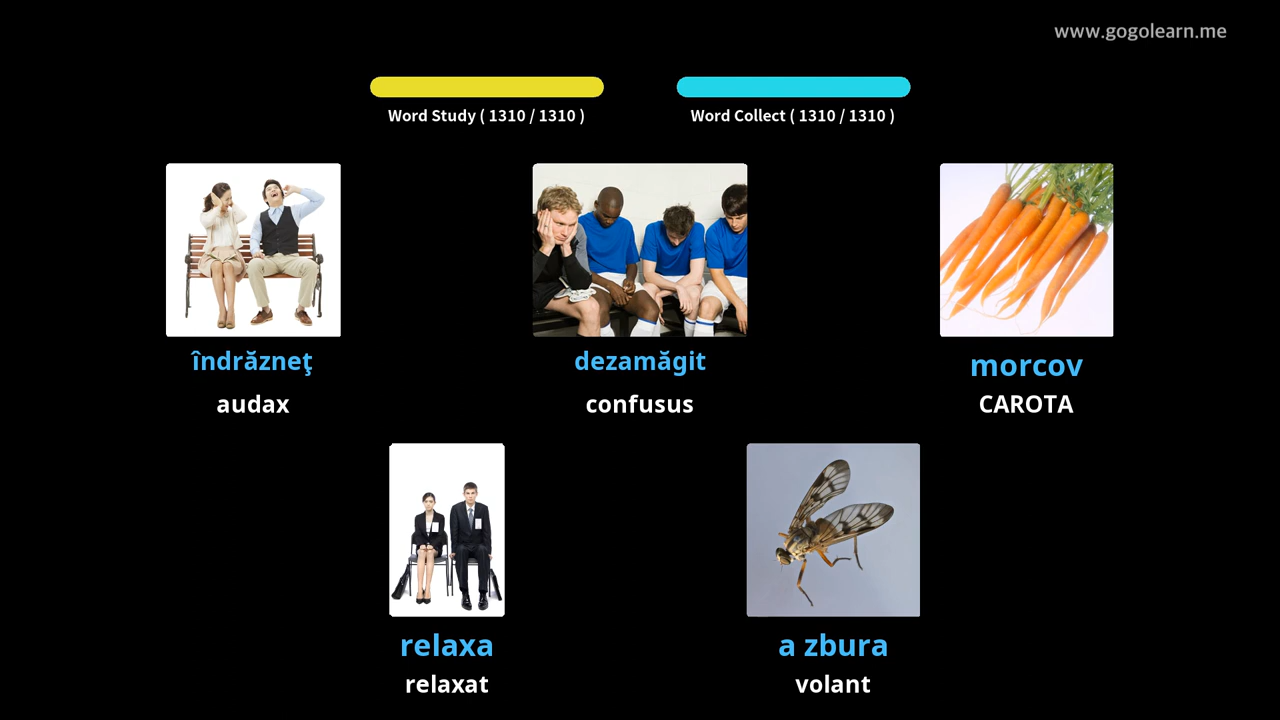 www.gogolearn.me
Word Study ( 1310 / 1310 )
Word Collect ( 1310 / 1310 )
îndrăzneţ
audax
dezamăgit
confusus
morcov
CAROTA
relaxa
relaxat
a zbura
volant